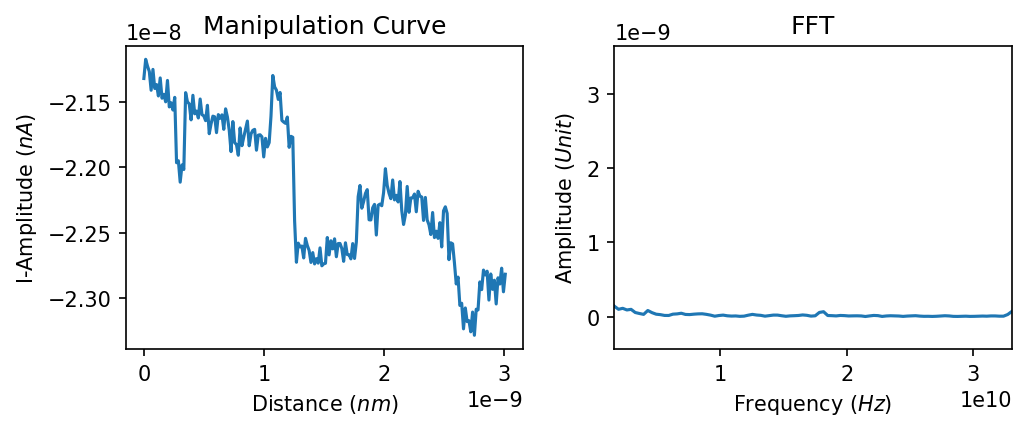 Manipulation Curve
1e−8
−2.15
−2.20
−2.25
−2.30
I-Amplitude (nA)
0
1
2
3
1e−9
Distance (nm)
FFT
1e−9
3
2
1
0
Amplitude (Unit)
1
2
3
1e10
Frequency (Hz)